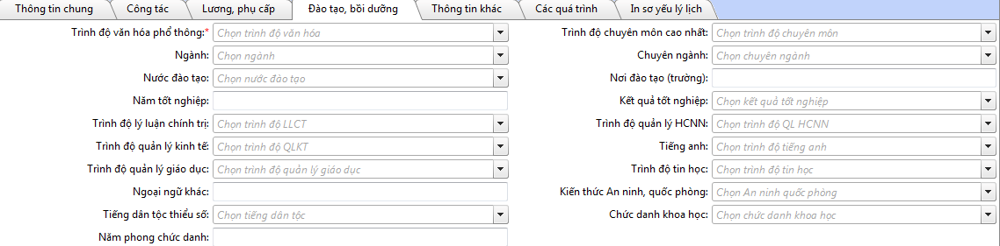 Thông tin chung Công tác Lương, phụ cấp Đào tạo, bồi dưỡng Thông tin khác Các quá trình In sơ yếu lý lịch
Trình độ văn hóa phổ thông:* Chọn trình độ văn hóa Trình độ chuyên môn cao nhất: Chọn trình độ chuyên môn
Ngành: Chọn ngành Chuyên ngành: Chọn chuyên ngành
Nước đào tạo: Chọn nước đào tạo Nơi đào tạo (trường):
Năm tốt nghiệp: Kết quả tốt nghiệp: Chọn kết quả tốt nghiệp
Trình độ lý luận chính trị: Chọn trình độ LLCT Trình độ quản lý HCNN: Chọn trình độ QL HCNN
Trình độ quản lý kinh tế: Chọn trình độ QLKT Tiếng anh: Chọn trình độ tiếng anh
Trình độ quản lý giáo dục: Chọn trình độ quản lý giáo dục Trình độ tin học: Chọn trình độ tin học
Ngoại ngữ khác: Kiến thức An ninh, quốc phòng: Chọn An ninh quốc phòng
Tiếng dân tộc thiểu số: Chọn tiếng dân tộc Chức danh khoa học: Chọn chức danh khoa học
Năm phong chức danh: